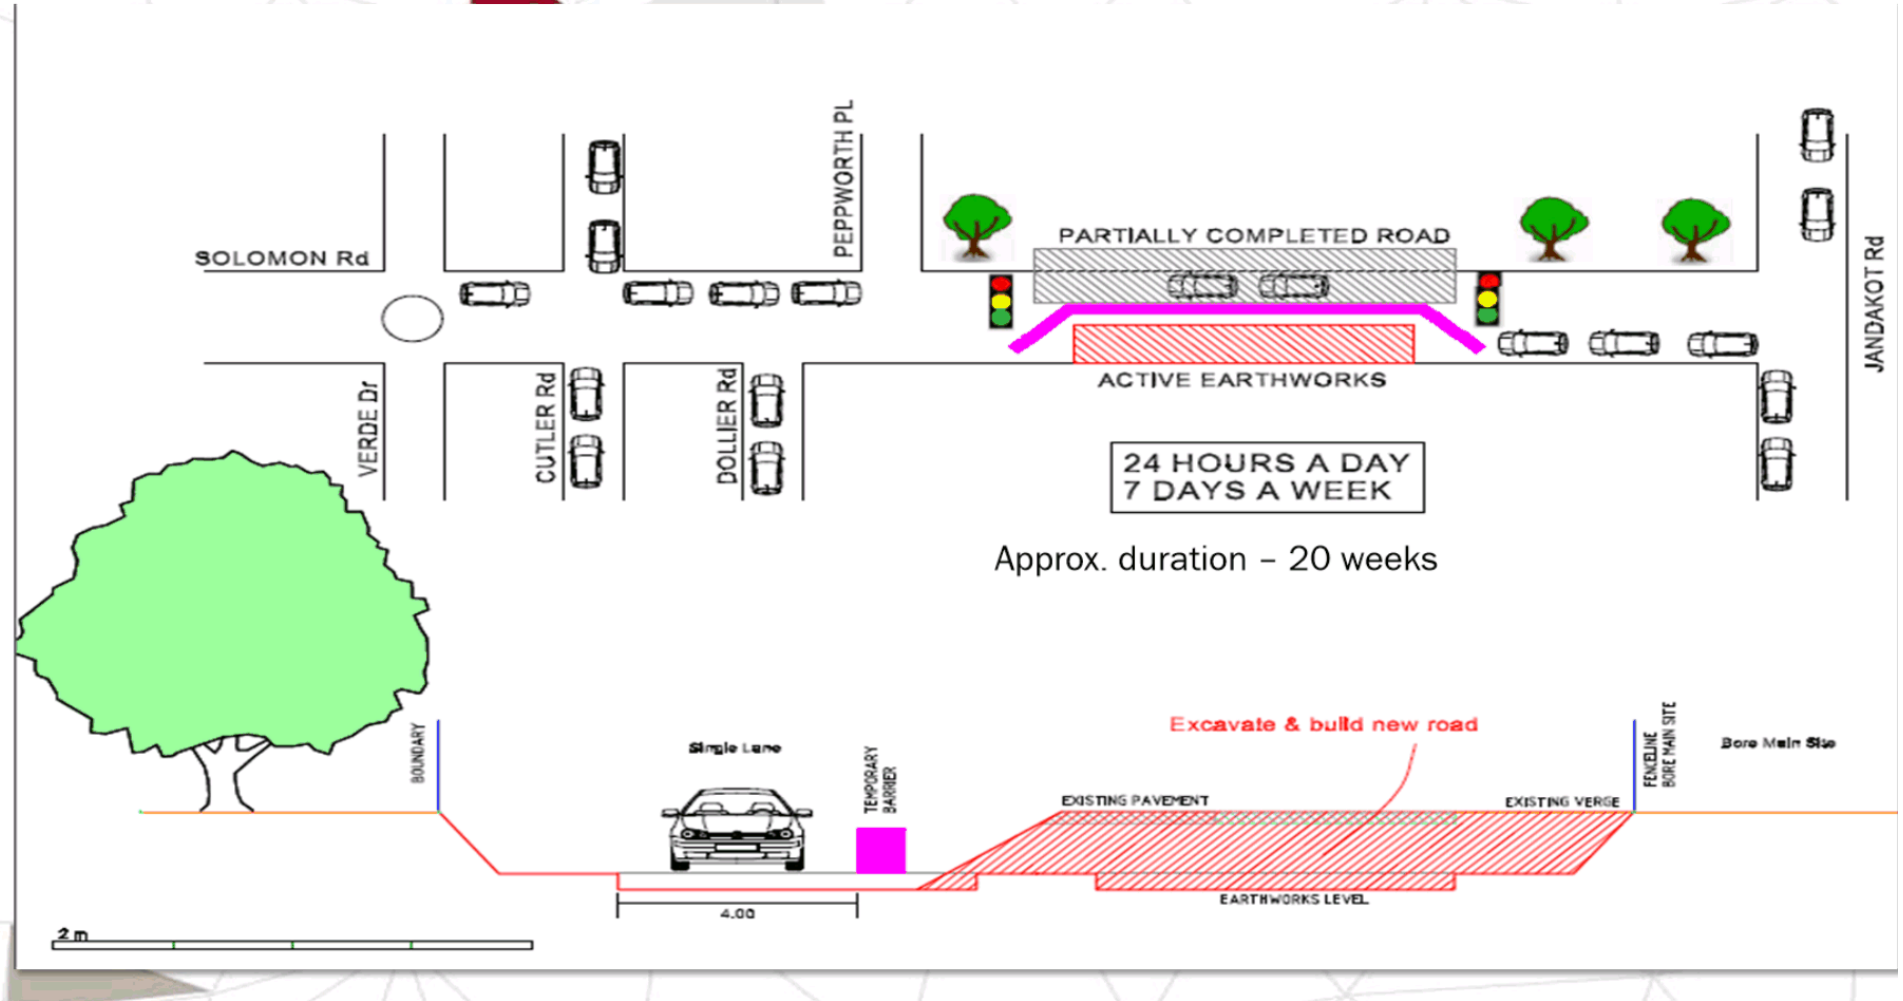 PEPPWORTH PL
SOLOMON Rd
PARTIALLY COMPLETED ROAD
JANDAKOT Rd
ACTIVE EARTHWORKS
VERDE Dr
CUTLER Rd
DOLLIER Rd
24 HOURS A DAY
7 DAYS A WEEK
Approx. duration – 20 weeks
BOUNDARY
Single Lane
TEMPORARY
BARRIER
Excavate & build new road
EXISTING PAVEMENT
EXISTING VERGE
FENCELINE
BORE MAIN SITE
Bore Main Site
EARTHWORKS LEVEL
4.00
2 m